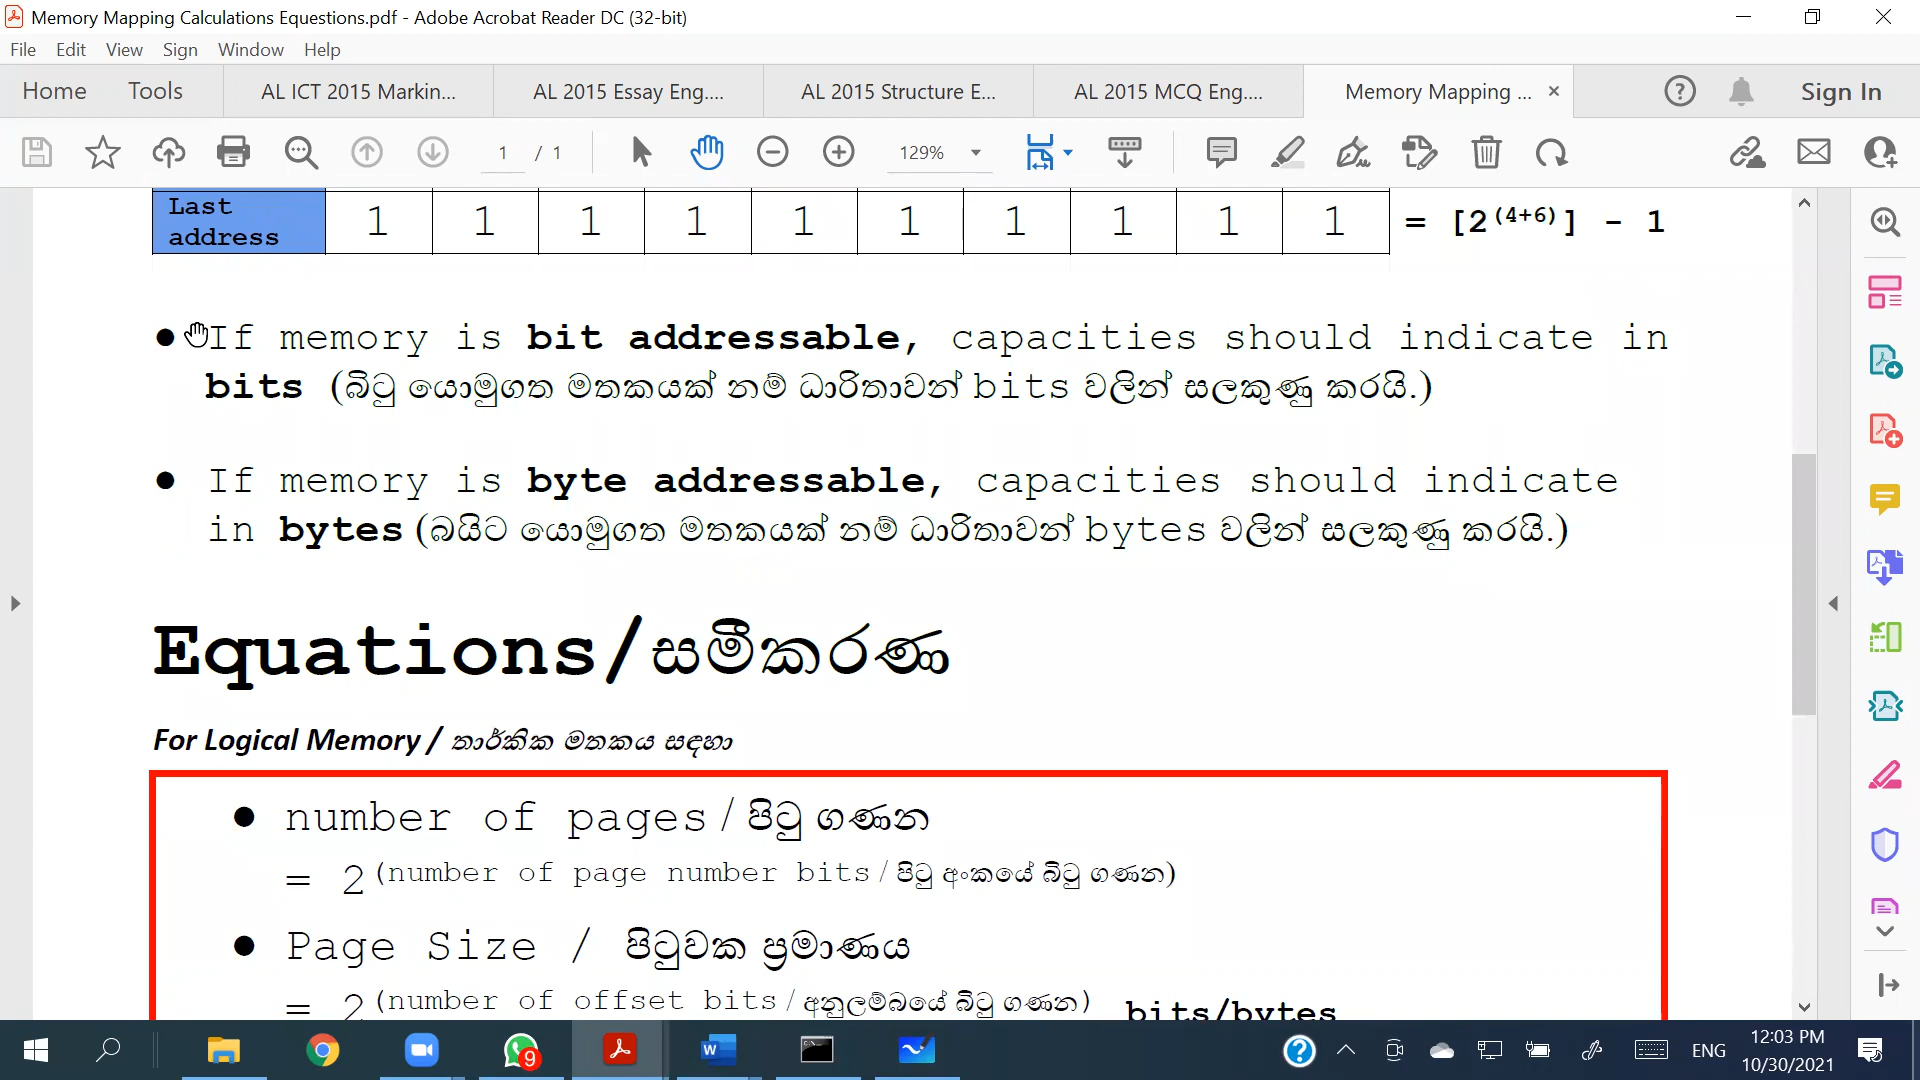 Memory Mapping Calculations Equestions.pdf - Adobe Acrobat Reader DC (32-bit)
File Edit View Sign Window Help
Home Tools AL ICT 2015 Markin... AL 2015 Essay Eng.... AL 2015 Structure E... AL 2015 MCQ Eng.... Memory Mapping ... × Sign In
1 / 1 129%
Last
address 1 1 1 1 1 1 1 1 1 1 = [2^(4+6)] - 1
● If memory is bit addressable, capacities should indicate in
bits (බිටු යොමුගත මතකයක් නම් ධාරිතාවන් bits වලින් සලකුණු කරයි.)
● If memory is byte addressable, capacities should indicate
in bytes (බයිට යොමුගත මතකයක් නම් ධාරිතාවන් bytes වලින් සලකුණු කරයි.)
Equations/සමීකරණ
For Logical Memory / තාර්කික මතකය සඳහා
● number of pages / පිටු ගණන
= 2 (number of page number bits / පිටු අංකයේ බිටු ගණන)
● Page Size / පිටුවක ප්‍රමාණය
= 2 (number of offset bits / අනුලම්බයේ බිටු ගණන) bits/bytes
9 ENG 12:03 PM
10/30/2021